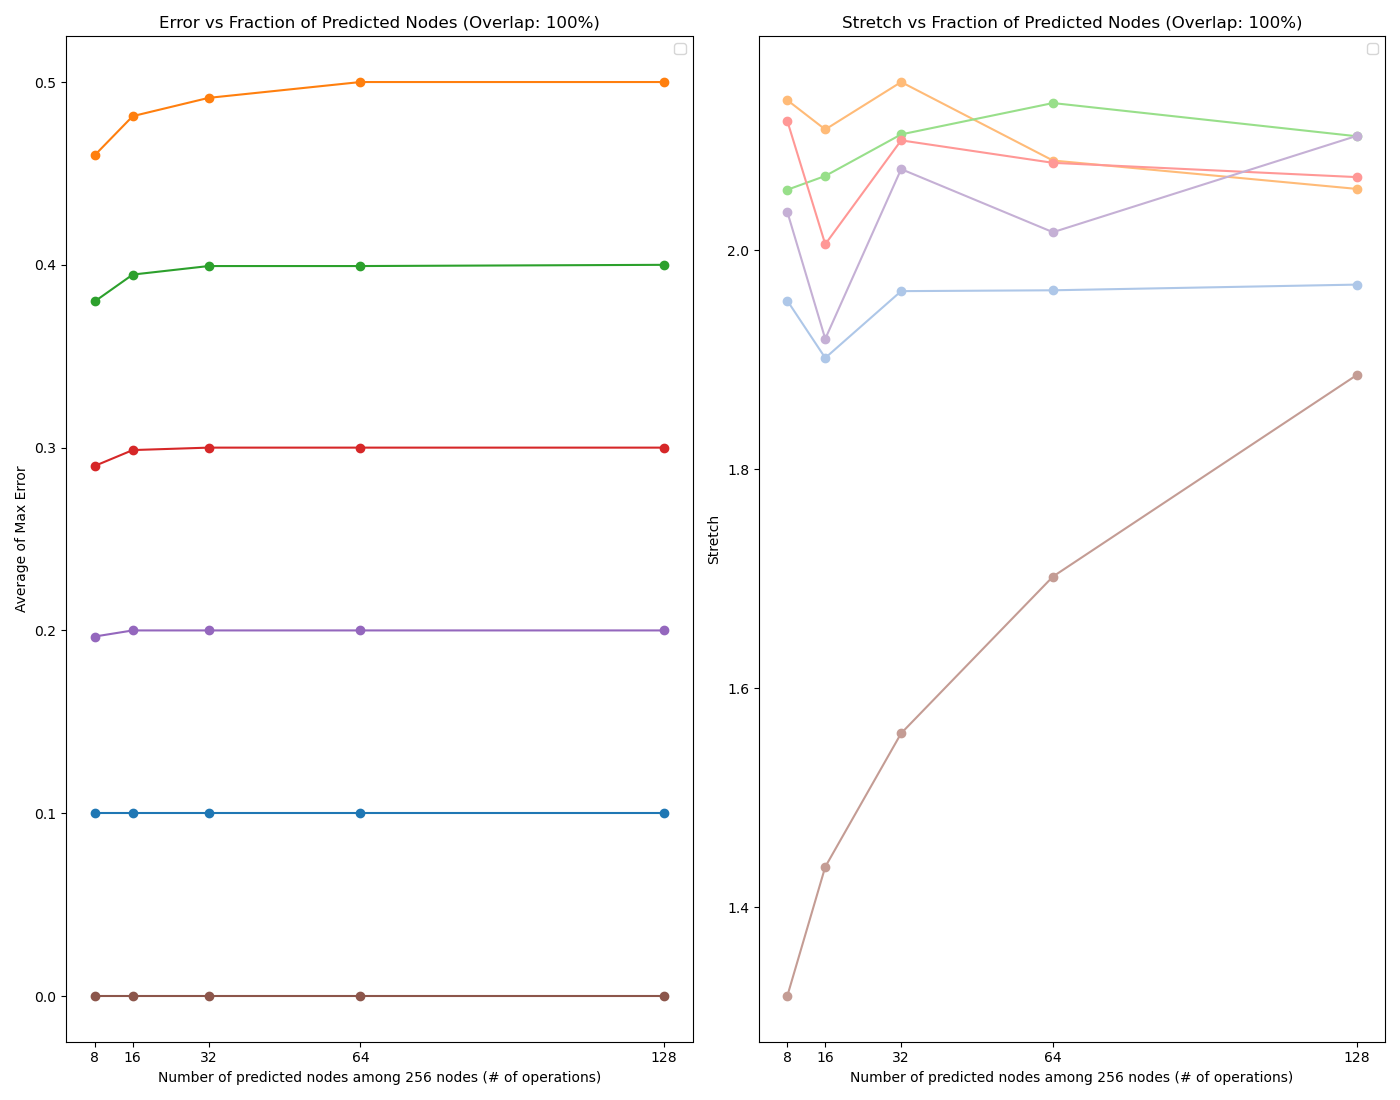 Error vs Fraction of Predicted Nodes (Overlap: 100%)
0.5
0.4
0.3
0.2
0.1
0.0
Average of Max Error
8 16 32 64 128
Number of predicted nodes among 256 nodes (# of operations)
Stretch vs Fraction of Predicted Nodes (Overlap: 100%)
2.0
1.8
1.6
1.4
Stretch
8 16 32 64 128
Number of predicted nodes among 256 nodes (# of operations)